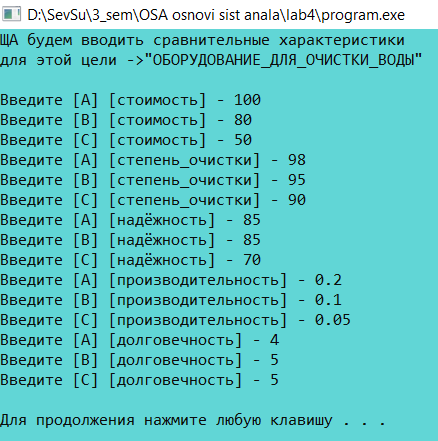 D:\SevSu\3_sem\OSA osnovi sist anala\lab4\program.exe
ЩА будем вводить сравнительные характеристики
для этой цели ->"ОБОРУДОВАНИЕ_ДЛЯ_ОЧИСТКИ_ВОДЫ"
Введите [A] [стоимость] - 100
Введите [B] [стоимость] - 80
Введите [C] [стоимость] - 50
Введите [A] [степень_очистки] - 98
Введите [B] [степень_очистки] - 95
Введите [C] [степень_очистки] - 90
Введите [A] [надёжность] - 85
Введите [B] [надёжность] - 85
Введите [C] [надёжность] - 70
Введите [A] [производительность] - 0.2
Введите [B] [производительность] - 0.1
Введите [C] [производительность] - 0.05
Введите [A] [долговечность] - 4
Введите [B] [долговечность] - 5
Введите [C] [долговечность] - 5
Для продолжения нажмите любую клавишу . . .